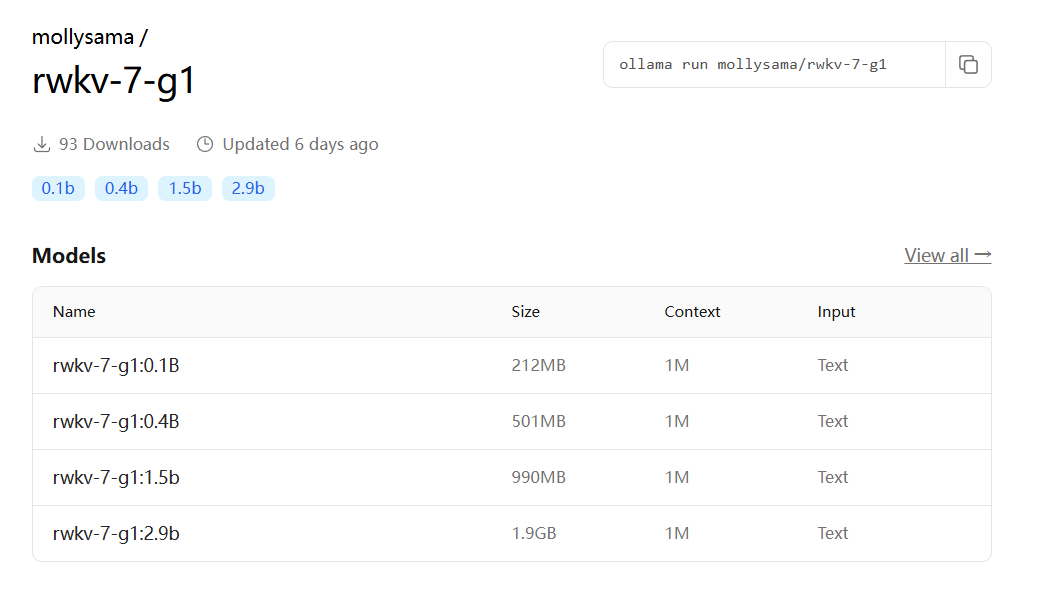 mollysama /
rwkv-7-g1
ollama run mollysama/rwkv-7-g1
93 Downloads Updated 6 days ago
0.1b 0.4b 1.5b 2.9b
Models View all →
Name Size Context Input
rwkv-7-g1:0.1B 212MB 1M Text
rwkv-7-g1:0.4B 501MB 1M Text
rwkv-7-g1:1.5b 990MB 1M Text
rwkv-7-g1:2.9b 1.9GB 1M Text